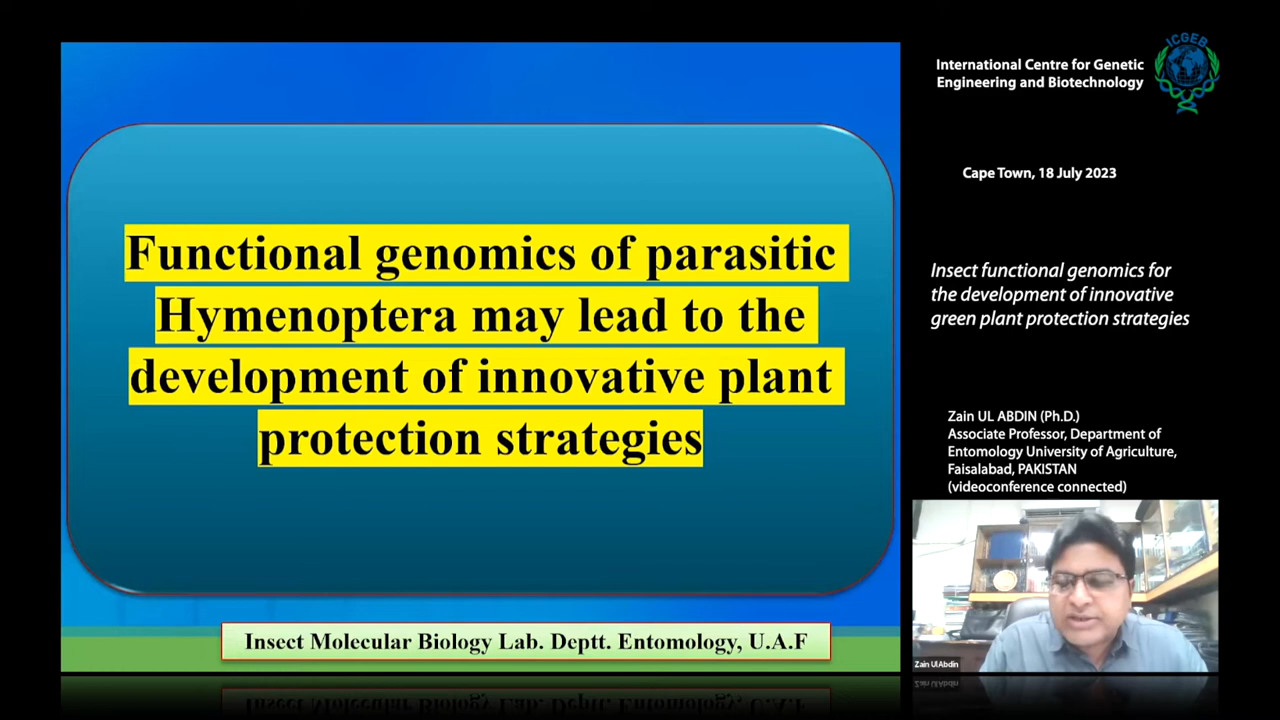 Functional genomics of parasitic
Hymenoptera may lead to the
development of innovative plant
protection strategies
Insect Molecular Biology Lab. Deptt. Entomology, U.A.F
International Centre for Genetic
Engineering and Biotechnology
ICGEB
Cape Town, 18 July 2023
Insect functional genomics for
the development of innovative
green plant protection strategies
Zain UL ABDIN (Ph.D.)
Associate Professor, Department of
Entomology University of Agriculture,
Faisalabad, PAKISTAN
(videoconference connected)
Zain Ul Abdin